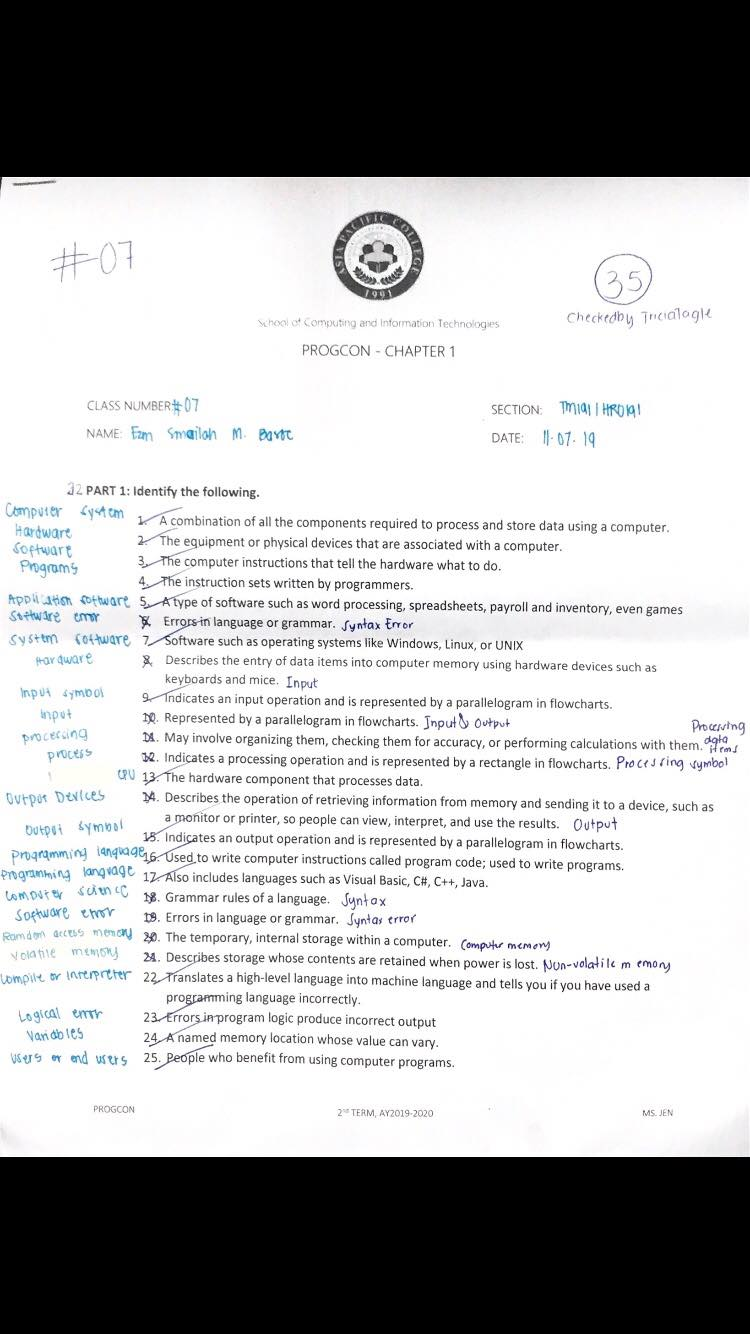 #07
ASIA PACIFIC COLLEGE
1991
35
Checkedby
School of Computing and Information Technologies
PROGCON - CHAPTER 1
CLASS NUMBER #07
SECTION: TM191 | HRD191
NAME: Ezm Smailah M.
DATE: 11-07-19
PART 1: Identify the following.
Computer system 1. A combination of all the components required to process and store data using a computer.
Hardware 2. The equipment or physical devices that are associated with a computer.
Software 3. The computer instructions that tell the hardware what to do.
Programs 4. The instruction sets written by programmers.
Application software 5. A type of software such as word processing, spreadsheets, payroll and inventory, even games
Software error 6. Errors in language or grammar. Syntax Error
System software 7. Software such as operating systems like Windows, Linux, or UNIX
Hardware 8. Describes the entry of data items into computer memory using hardware devices such as
keyboards and mice. Input
Input symbol 9. Indicates an input operation and is represented by a parallelogram in flowcharts.
Input 10. Represented by a parallelogram in flowcharts. Input & Output
processing 11. May involve organizing them, checking them for accuracy, or performing calculations with them. Processing data items
process 12. Indicates a processing operation and is represented by a rectangle in flowcharts. Processing symbol
CPU 13. The hardware component that processes data.
Output Devices 14. Describes the operation of retrieving information from memory and sending it to a device, such as
a monitor or printer, so people can view, interpret, and use the results. Output
Output symbol 15. Indicates an output operation and is represented by a parallelogram in flowcharts.
Programming language 16. Used to write computer instructions called program code; used to write programs.
Programming language 17. Also includes languages such as Visual Basic, C#, C++, Java.
Computer science 18. Grammar rules of a language. Syntax
Software error 19. Errors in language or grammar. Syntax error
Ramdon access memory 20. The temporary, internal storage within a computer. Computer memory
Volatile memory 21. Describes storage whose contents are retained when power is lost. Nun-volatile memory
Compile or interpreter 22. Translates a high-level language into machine language and tells you if you have used a
programming language incorrectly.
Logical error 23. Errors in program logic produce incorrect output
Variables 24. A named memory location whose value can vary.
Users or end users 25. People who benefit from using computer programs.
PROGCON
2nd TERM, AY2019-2020
MS. JEN